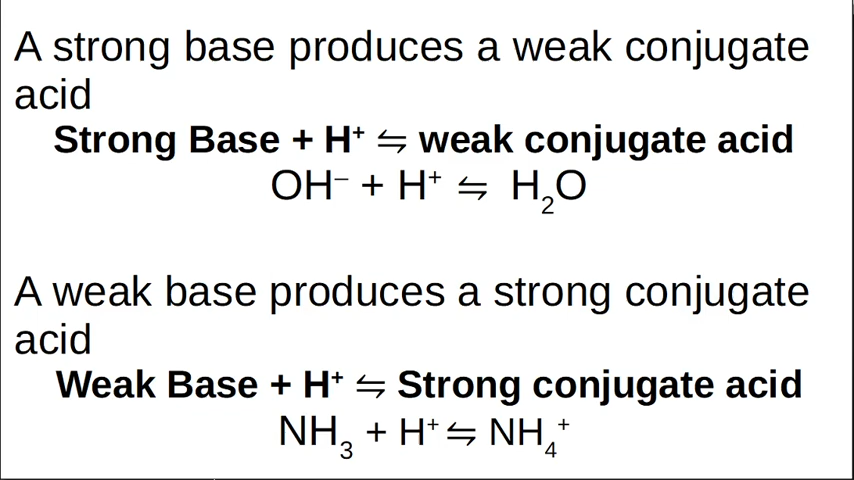 A strong base produces a weak conjugate
acid
Strong Base + H⁺ ⇋ weak conjugate acid
OH⁻ + H⁺ ⇋ H₂O
A weak base produces a strong conjugate
acid
Weak Base + H⁺ ⇋ Strong conjugate acid
NH₃ + H⁺ ⇋ NH₄⁺